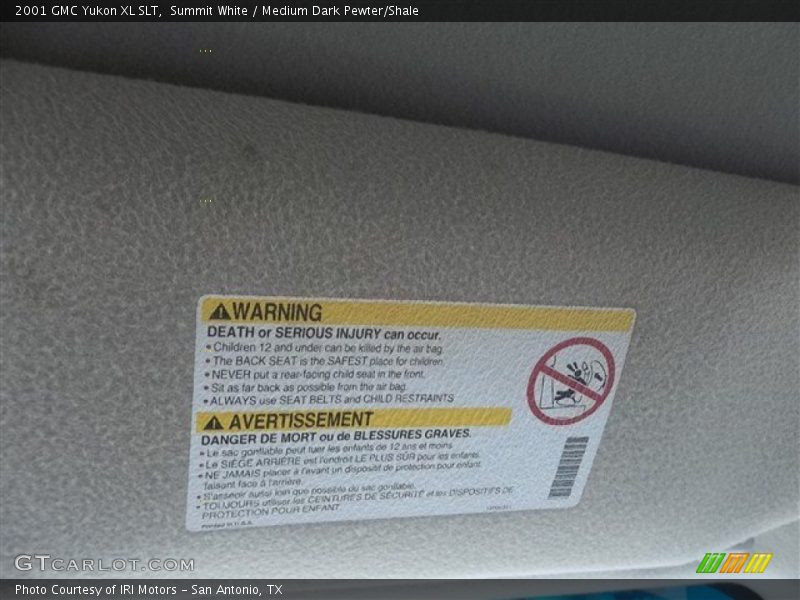 2001 GMC Yukon XL SLT, Summit White / Medium Dark Pewter/Shale
WARNING
DEATH or SERIOUS INJURY can occur.
• Children 12 and under can be killed by the air bag.
• The BACK SEAT is the SAFEST place for children.
• NEVER put a rear-facing child seat in the front.
• Sit as far back as possible from the air bag.
• ALWAYS use SEAT BELTS and CHILD RESTRAINTS
AVERTISSEMENT
DANGER DE MORT ou de BLESSURES GRAVES.
• Le sac gonflable peut tuer les enfants de 12 ans et moins.
• Le SIÈGE ARRIÈRE est l'endroit LE PLUS SÛR pour les enfants.
• NE JAMAIS placer à l'avant un dispositif de protection pour enfant
faisant face à l'arrière.
• S'asseoir aussi loin que possible du sac gonflable.
• TOUJOURS utiliser les CEINTURES DE SÉCURITÉ et les DISPOSITIFS DE
PROTECTION POUR ENFANT.
Printed in U.S.A.
GTCARLOT.COM
Photo Courtesy of IRI Motors – San Antonio, TX